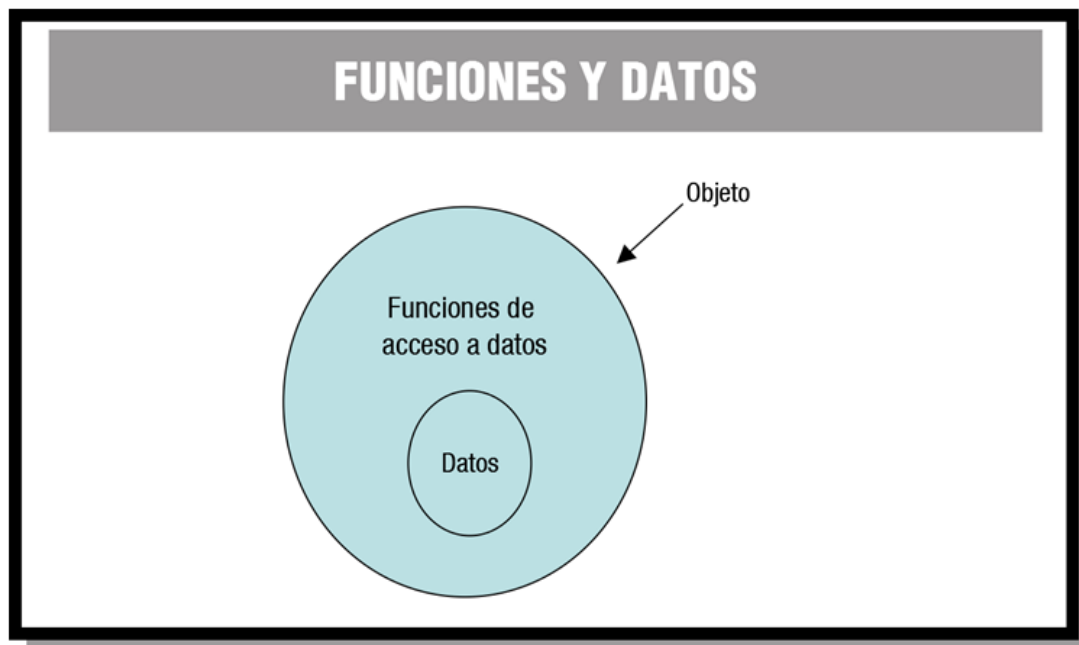 FUNCIONES Y DATOS
Objeto
Funciones de
acceso a datos
Datos